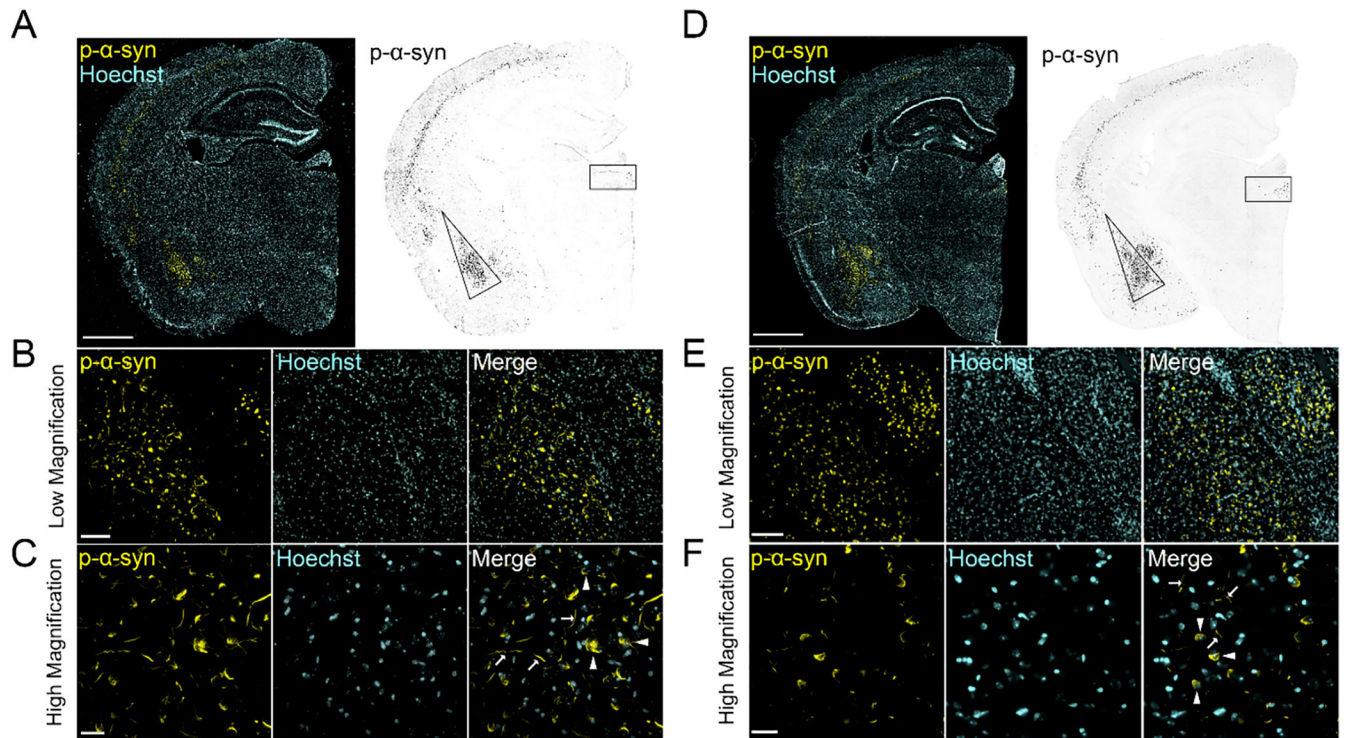 A
p-α-syn
Hoechst
p-α-syn
B
Low Magnification
p-α-syn
Hoechst
Merge
C
High Magnification
p-α-syn
Hoechst
Merge
D
p-α-syn
Hoechst
p-α-syn
E
Low Magnification
p-α-syn
Hoechst
Merge
F
High Magnification
p-α-syn
Hoechst
Merge